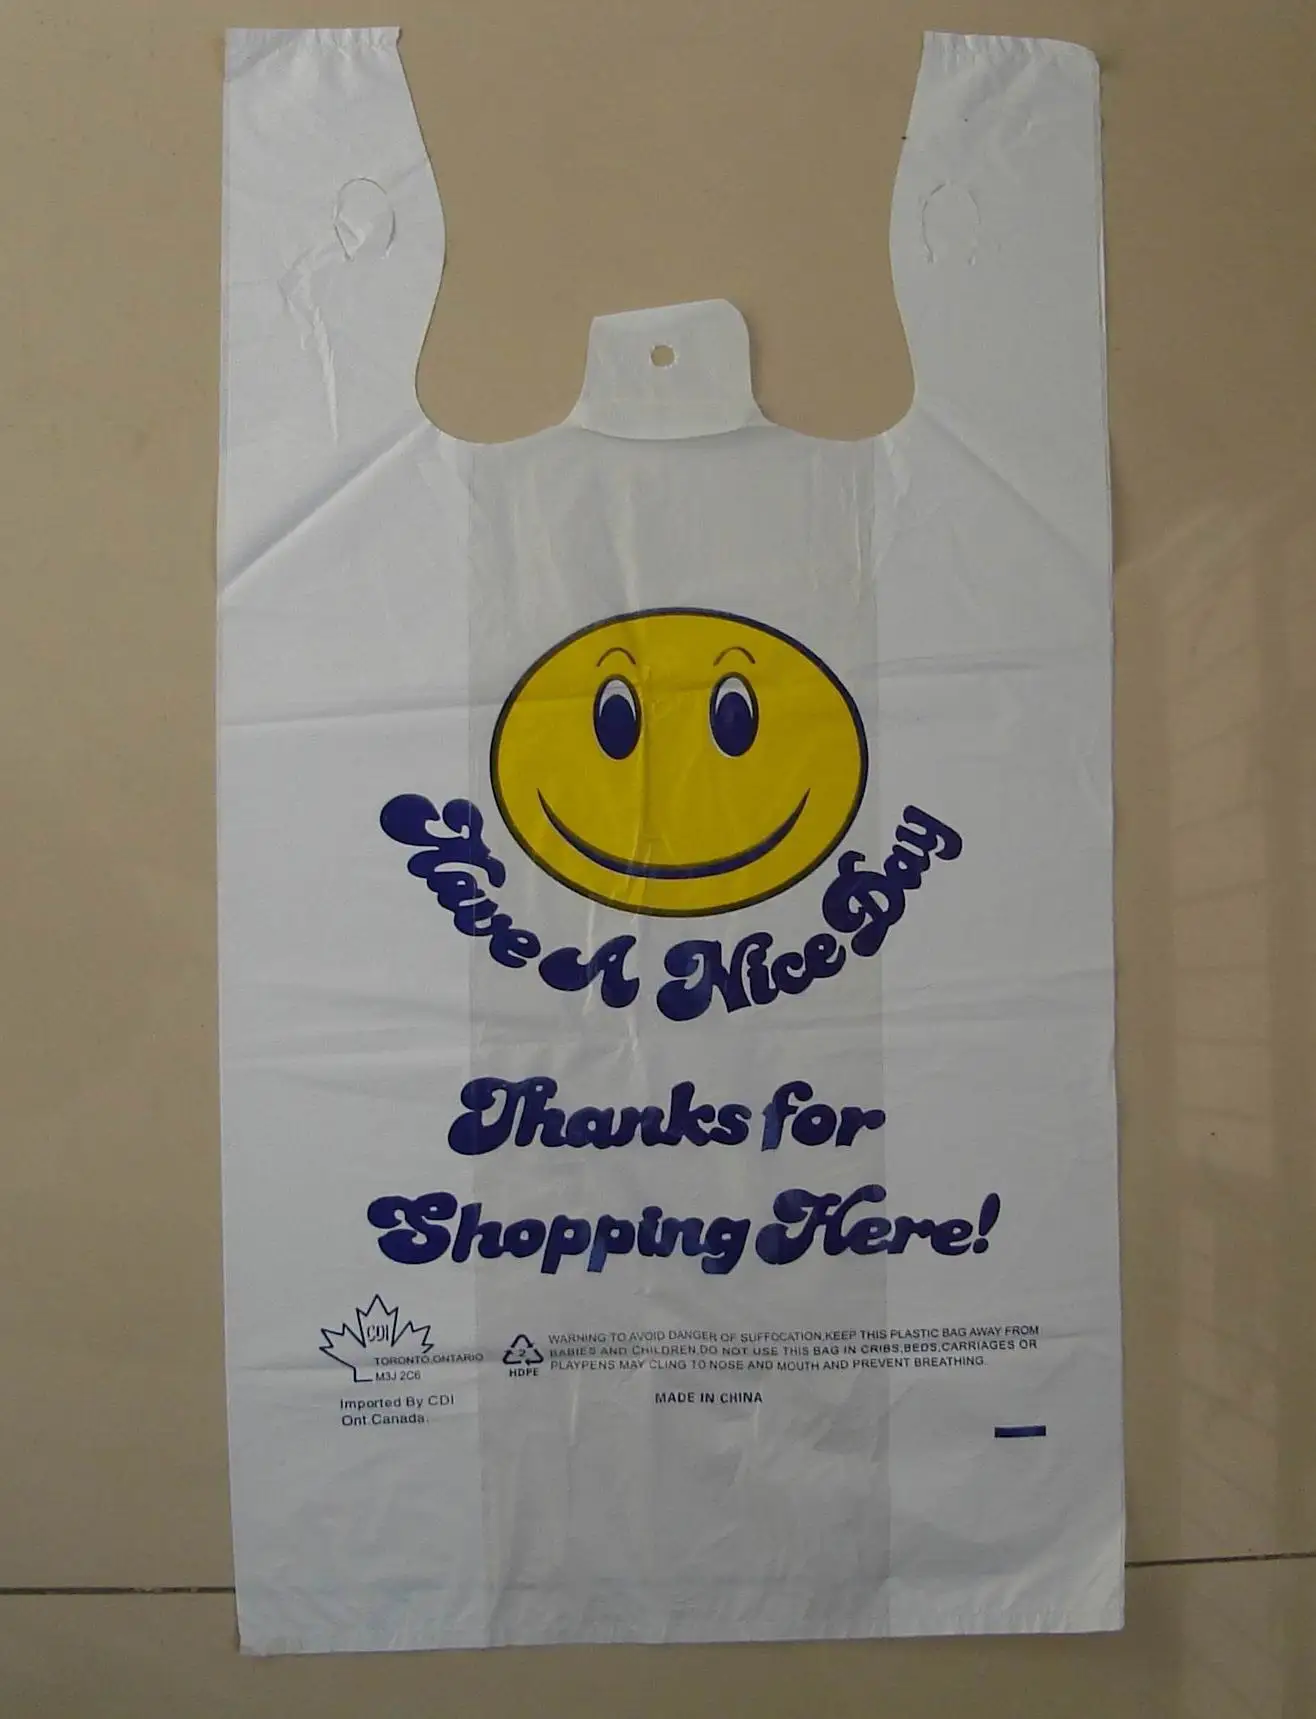 Have A Nice Day
Thanks for
Shopping Here!
CDI
TORONTO,ONTARIO
M3J 2C6
Imported By CDI
Ont.Canada.
2
HDPE
WARNING TO AVOID DANGER OF SUFFOCATION,KEEP THIS PLASTIC BAG AWAY FROM
BABIES AND CHILDREN,DO NOT USE THIS BAG IN CRIBS,BEDS,CARRIAGES OR
PLAYPENS MAY CLING TO NOSE AND MOUTH AND PREVENT BREATHING.
MADE IN CHINA